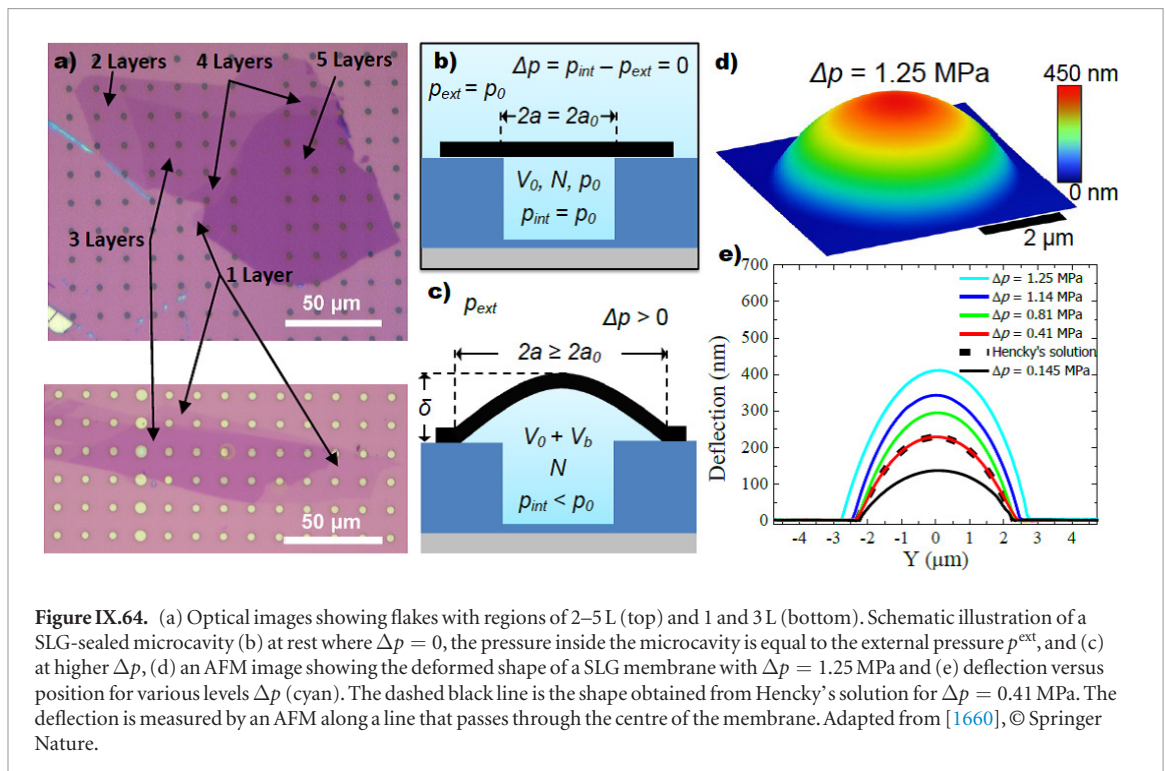 a)
2 Layers
4 Layers
5 Layers
3 Layers
1 Layer
50 µm
50 µm
b)
Δp = p_int – p_ext = 0
p_ext = p_0
2a = 2a_0
V_0, N, p_0
p_int = p_0
c)
p_ext
Δp > 0
2a ≥ 2a_0
δ
V_0 + V_b
N
p_int < p_0
d)
Δp = 1.25 MPa
450 nm
0 nm
2 µm
e)
700
600
500
400
300
200
100
0
Deflection (nm)
Δp = 1.25 MPa
Δp = 1.14 MPa
Δp = 0.81 MPa
Δp = 0.41 MPa
Hencky's solution
Δp = 0.145 MPa
-4 -3 -2 -1 0 1 2 3 4
Y (µm)
Figure IX.64. (a) Optical images showing flakes with regions of 2–5 L (top) and 1 and 3 L (bottom). Schematic illustration of a
SLG-sealed microcavity (b) at rest where Δp = 0, the pressure inside the microcavity is equal to the external pressure p^ext, and (c)
at higher Δp, (d) an AFM image showing the deformed shape of a SLG membrane with Δp = 1.25 MPa and (e) deflection versus
position for various levels Δp (cyan). The dashed black line is the shape obtained from Hencky's solution for Δp = 0.41 MPa. The
deflection is measured by an AFM along a line that passes through the centre of the membrane. Adapted from [1660], © Springer
Nature.